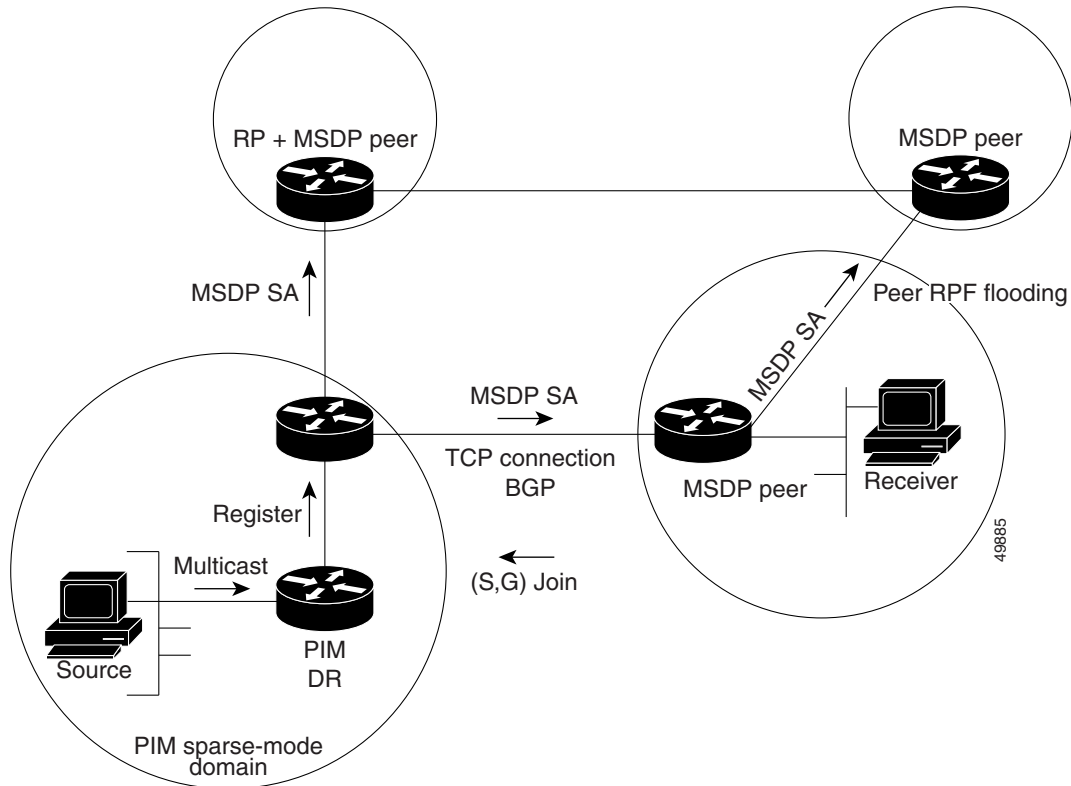 RP + MSDP peer
MSDP peer
MSDP SA
Peer RPF flooding
MSDP SA
MSDP SA
TCP connection
BGP
MSDP peer
Receiver
Register
49885
Multicast
(S,G) Join
Source
PIM
DR
PIM sparse-mode
domain